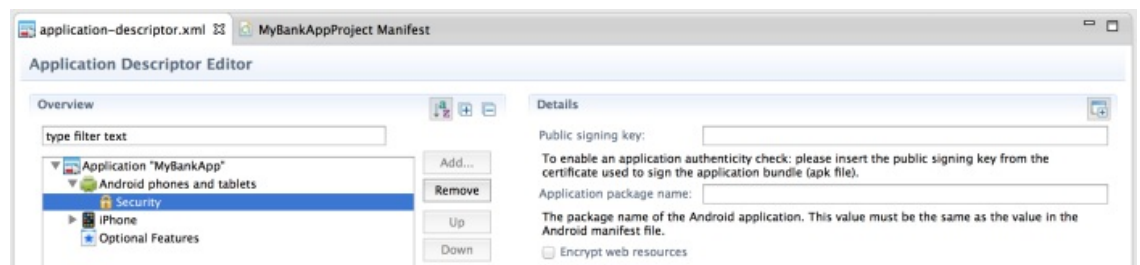 application-descriptor.xml
MyBankAppProject Manifest
Application Descriptor Editor
Overview
type filter text
Application "MyBankApp"
Android phones and tablets
Security
iPhone
Optional Features
Add...
Remove
Up
Down
Details
Public signing key:
To enable an application authenticity check: please insert the public signing key from the
certificate used to sign the application bundle (apk file).
Application package name:
The package name of the Android application. This value must be the same as the value in the
Android manifest file.
Encrypt web resources